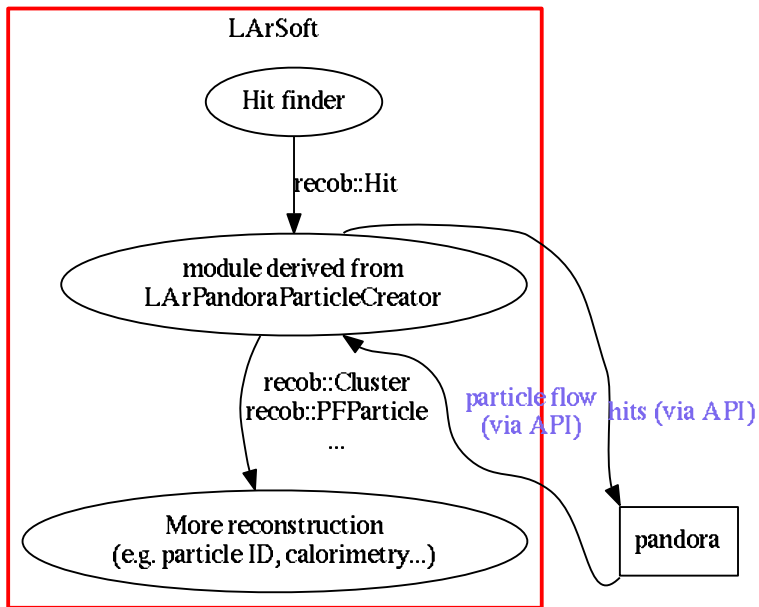 LArSoft
Hit finder
recob::Hit
module derived from
LArPandoraParticleCreator
recob::Cluster
recob::PFParticle
...
particle flow
(via API)
hits (via API)
More reconstruction
(e.g. particle ID, calorimetry...)
pandora